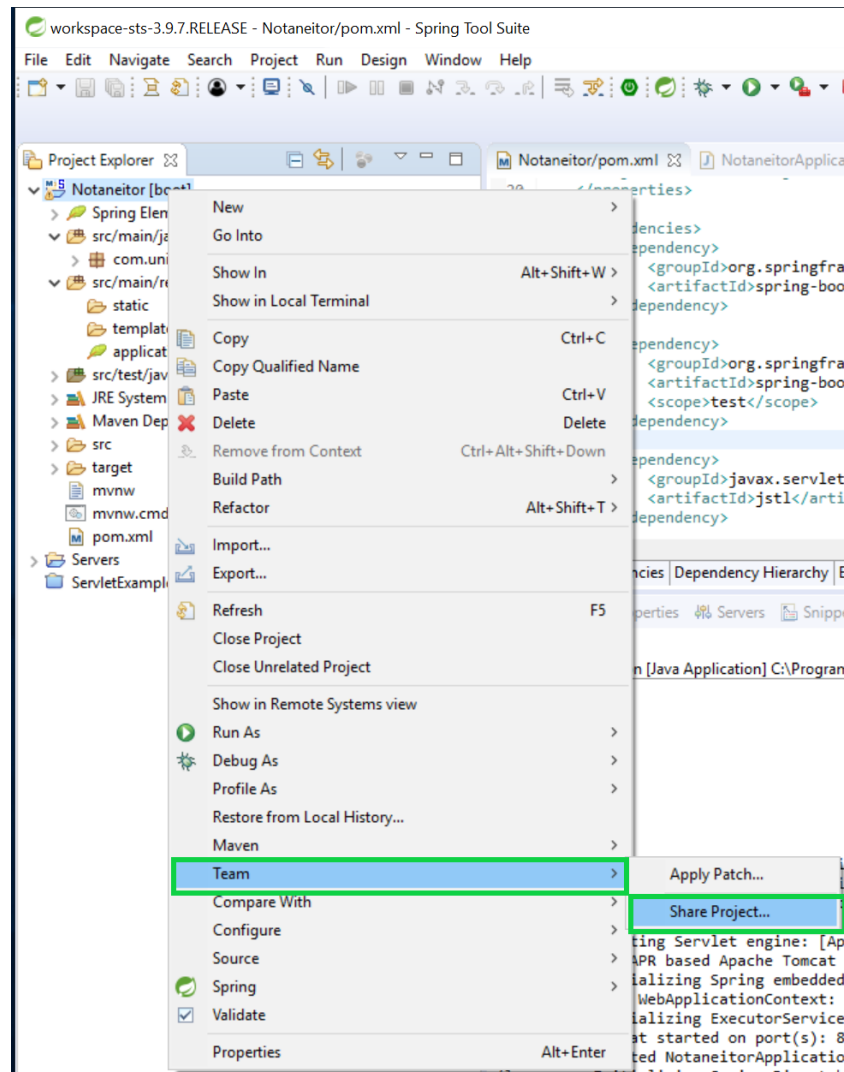 workspace-sts-3.9.7.RELEASE - Notaneitor/pom.xml - Spring Tool Suite
File Edit Navigate Search Project Run Design Window Help
Project Explorer
Notaneitor/pom.xml
NotaneitorApplica
Notaneitor [boot]
Spring Elem
src/main/ja
com.uni
src/main/re
static
templat
applicat
src/test/jav
JRE System
Maven Dep
src
target
mvnw
mvnw.cmd
pom.xml
Servers
ServletExampl
New
Go Into
Show In Alt+Shift+W >
Show in Local Terminal
Copy Ctrl+C
Copy Qualified Name
Paste Ctrl+V
Delete Delete
Remove from Context Ctrl+Alt+Shift+Down
Build Path
Refactor Alt+Shift+T >
Import...
Export...
Refresh F5
Close Project
Close Unrelated Project
Show in Remote Systems view
Run As
Debug As
Profile As
Restore from Local History...
Maven
Team
Compare With
Configure
Source
Spring
Validate
Properties Alt+Enter
Apply Patch...
Share Project...
20 </properties>
dencies>
ependency>
<groupId>org.springfra
<artifactId>spring-boo
dependency>
ependency>
<groupId>org.springfra
<artifactId>spring-boo
<scope>test</scope>
dependency>
ependency>
<groupId>javax.servlet
<artifactId>jstl</arti
dependency>
ncies Dependency Hierarchy E
perties Servers Snipp
n [Java Application] C:\Program
ting Servlet engine: [Ap
APR based Apache Tomcat
ializing Spring embedded
WebApplicationContext:
ializing ExecutorService
at started on port(s): 8
ted NotaneitorApplicatio